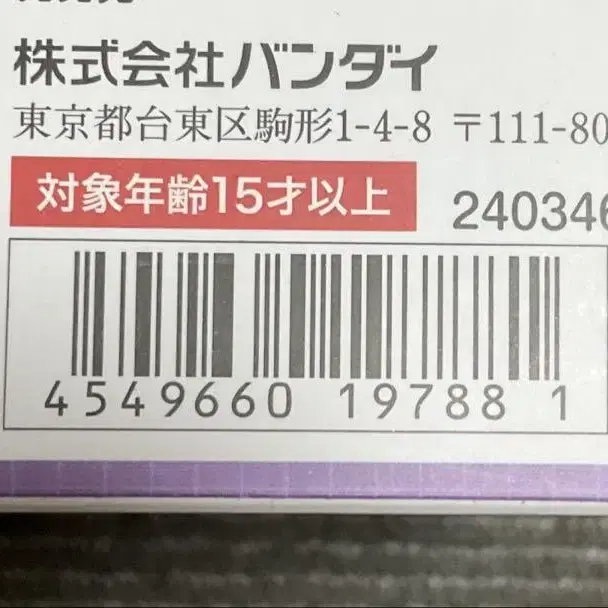 株式会社バンダイ
東京都台東区駒形1-4-8 〒111-80
対象年齢15才以上
240346
4549660 19788 1